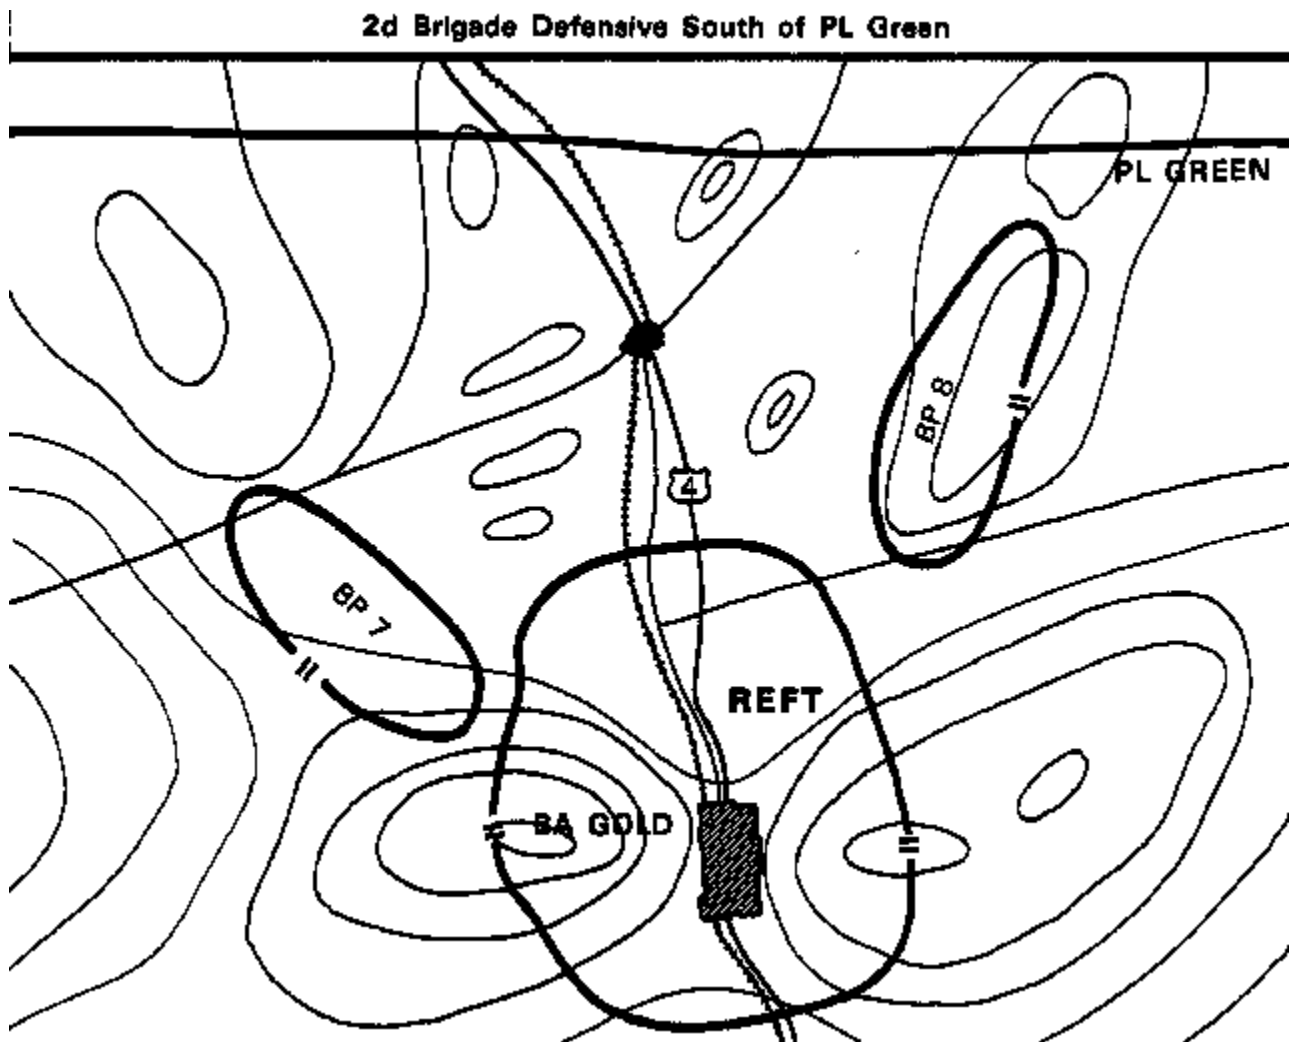 2d Brigade Defensive South of PL Green
PL GREEN
BP 8
4
BP 7
REFT
BA GOLD